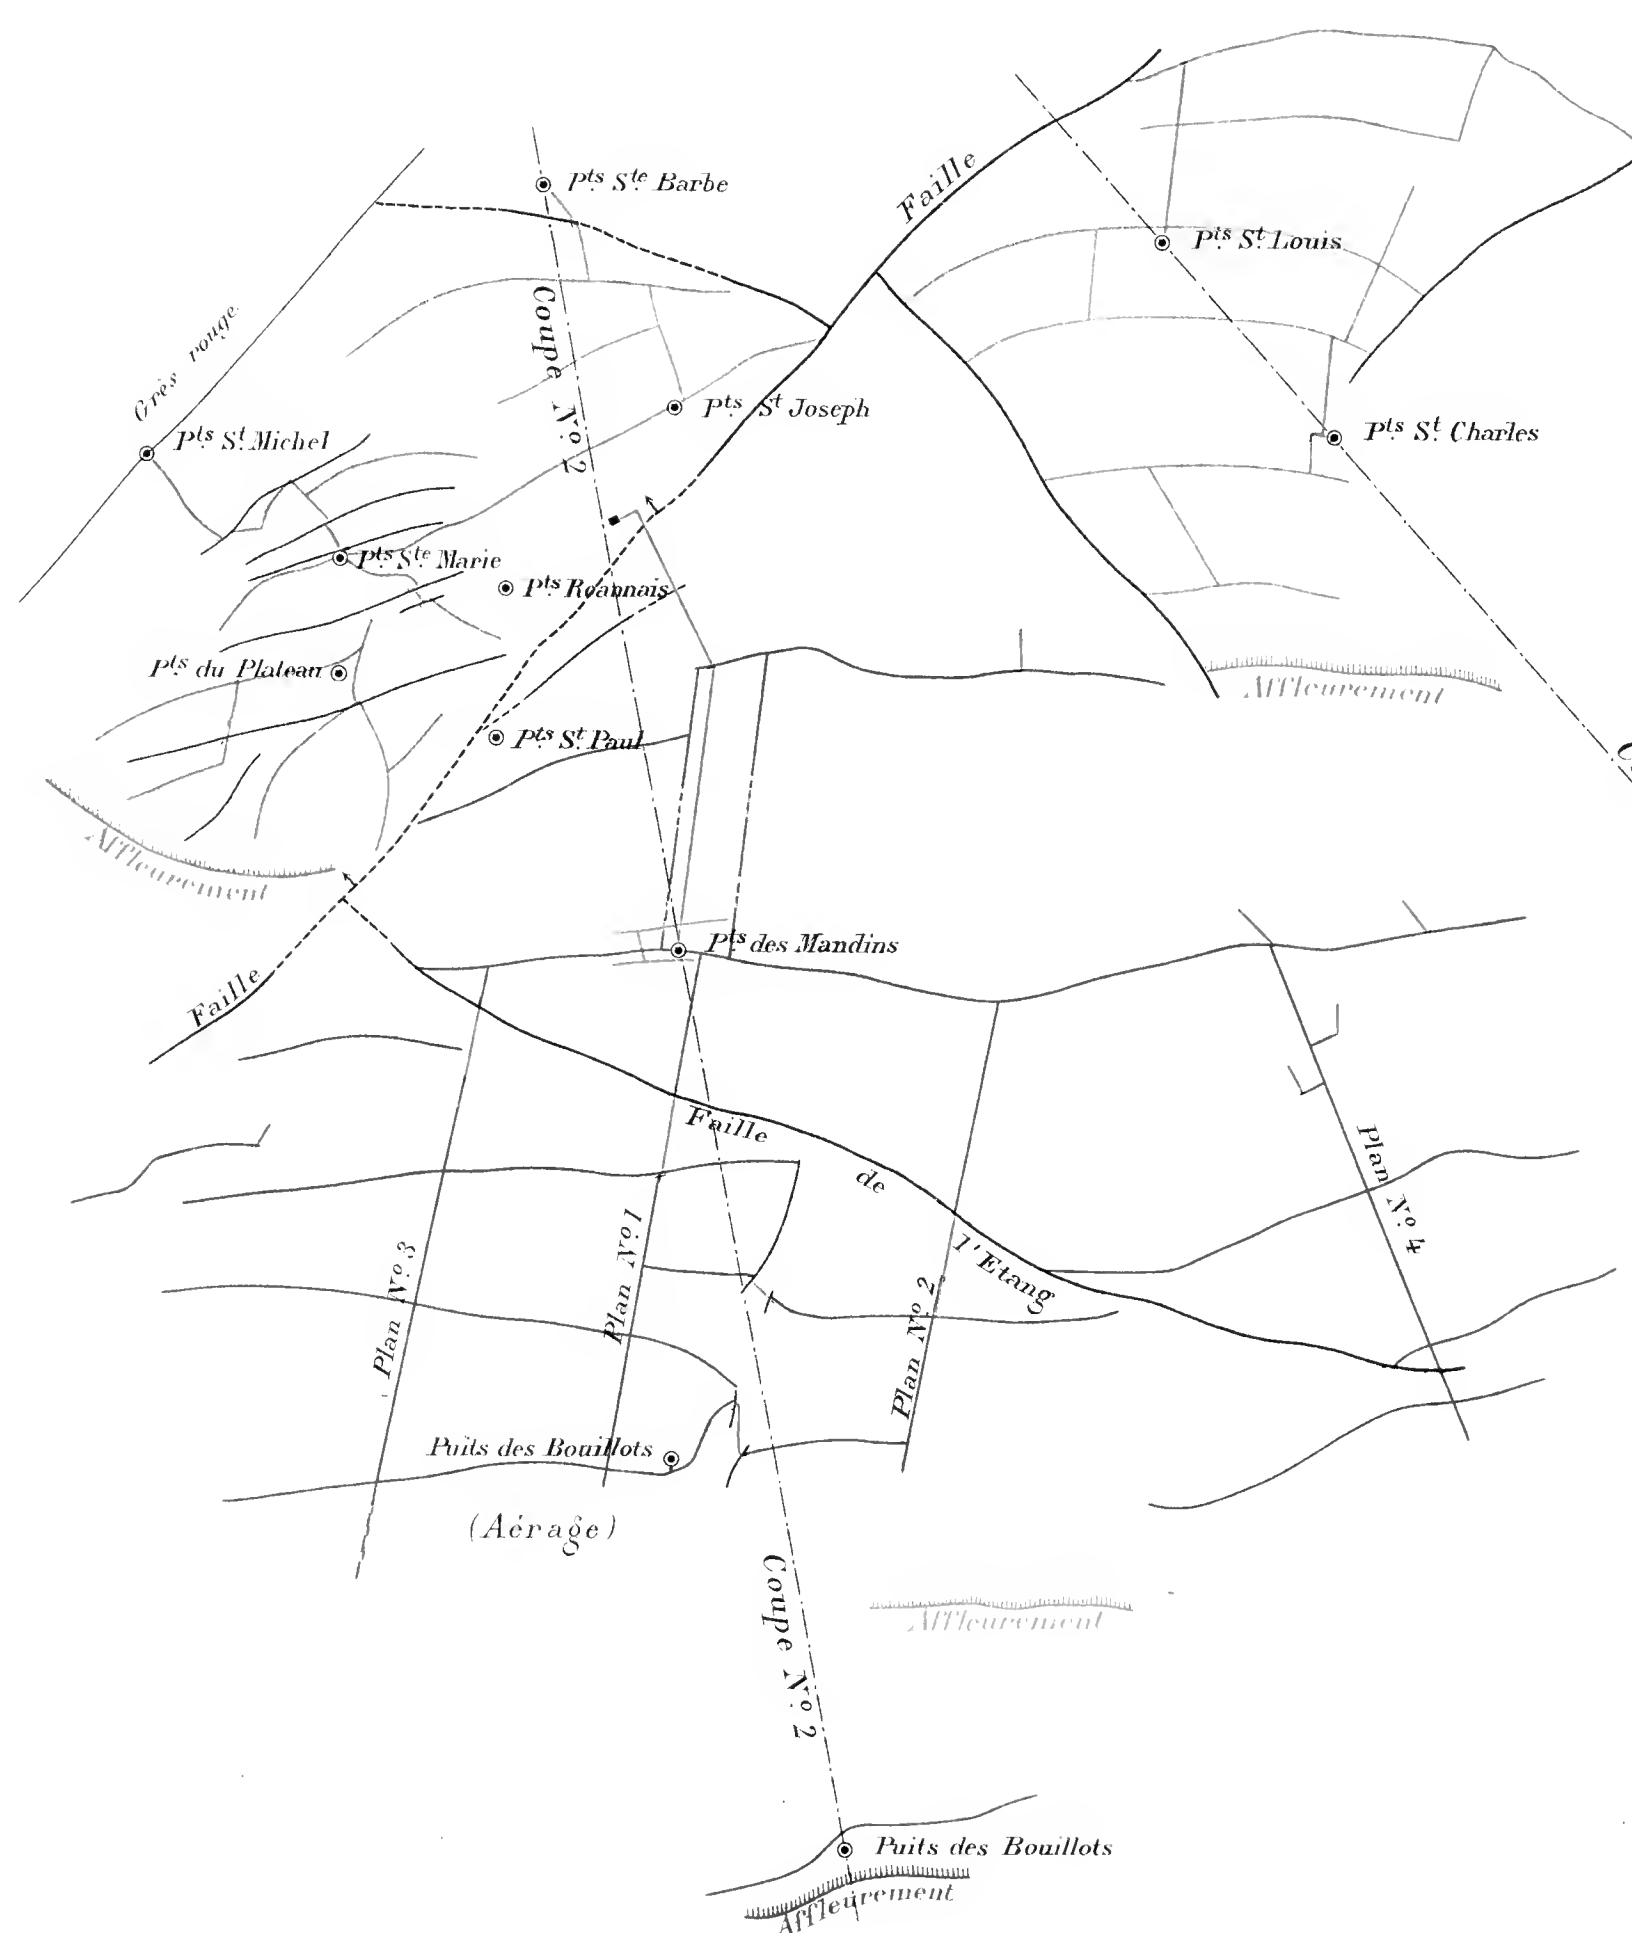 Pts Ste Barbe
Faille
Pts St Louis
Coupe No 2
Grès rouge
Pts St Joseph
Pts St Michel
Pts St Charles
Pts Ste Marie
Pts Roannais
Pts du Plateau
Affleurement
Pts St Paul
Affleurement
Pts des Mandins
Faille
Faille de l'Etang
Plan No 4
Plan No 3
Plan No 1
Plan No 2
Puits des Bouillots
(Aérage)
Coupe No 2
Affleurement
Puits des Bouillots
Affleurement